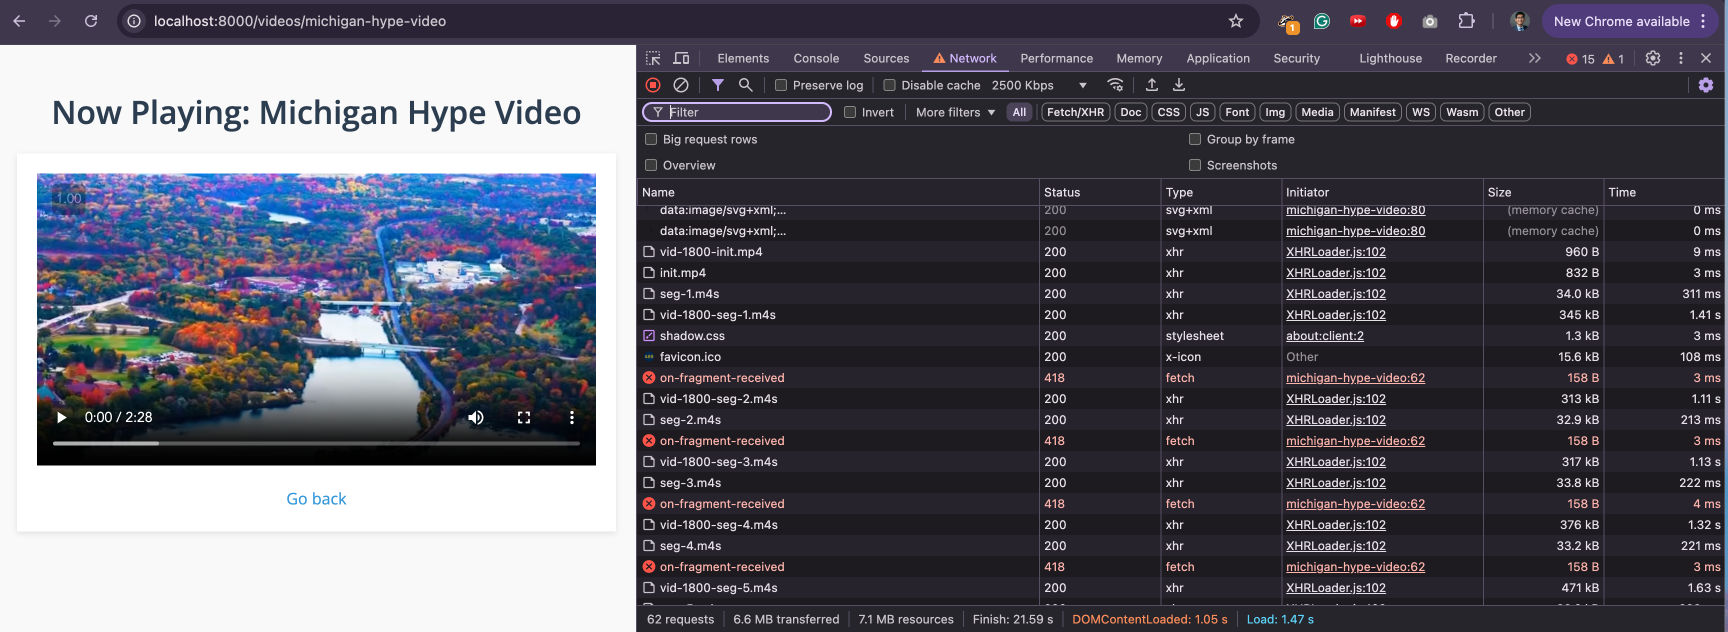 localhost:8000/videos/michigan-hype-video
1
New Chrome available
Now Playing: Michigan Hype Video
1.00
0:00 / 2:28
Go back
Elements Console Sources Network Performance Memory Application Security Lighthouse Recorder 15 1
Preserve log Disable cache 2500 Kbps
Filter Invert More filters All Fetch/XHR Doc CSS JS Font Img Media Manifest WS Wasm Other
Big request rows Group by frame
Overview Screenshots
Name Status Type Initiator Size Time
data:image/svg+xml;... 200 svg+xml michigan-hype-video:80 (memory cache) 0 ms
data:image/svg+xml;... 200 svg+xml michigan-hype-video:80 (memory cache) 0 ms
vid-1800-init.mp4 200 xhr XHRLoader.js:102 960 B 9 ms
init.mp4 200 xhr XHRLoader.js:102 832 B 3 ms
seg-1.m4s 200 xhr XHRLoader.js:102 34.0 kB 311 ms
vid-1800-seg-1.m4s 200 xhr XHRLoader.js:102 345 kB 1.41 s
shadow.css 200 stylesheet about:client:2 1.3 kB 3 ms
favicon.ico 200 x-icon Other 15.6 kB 108 ms
on-fragment-received 418 fetch michigan-hype-video:62 158 B 3 ms
vid-1800-seg-2.m4s 200 xhr XHRLoader.js:102 313 kB 1.11 s
seg-2.m4s 200 xhr XHRLoader.js:102 32.9 kB 213 ms
on-fragment-received 418 fetch michigan-hype-video:62 158 B 3 ms
vid-1800-seg-3.m4s 200 xhr XHRLoader.js:102 317 kB 1.13 s
seg-3.m4s 200 xhr XHRLoader.js:102 33.8 kB 222 ms
on-fragment-received 418 fetch michigan-hype-video:62 158 B 4 ms
vid-1800-seg-4.m4s 200 xhr XHRLoader.js:102 376 kB 1.32 s
seg-4.m4s 200 xhr XHRLoader.js:102 33.2 kB 221 ms
on-fragment-received 418 fetch michigan-hype-video:62 158 B 3 ms
vid-1800-seg-5.m4s 200 xhr XHRLoader.js:102 471 kB 1.63 s
62 requests 6.6 MB transferred 7.1 MB resources Finish: 21.59 s DOMContentLoaded: 1.05 s Load: 1.47 s